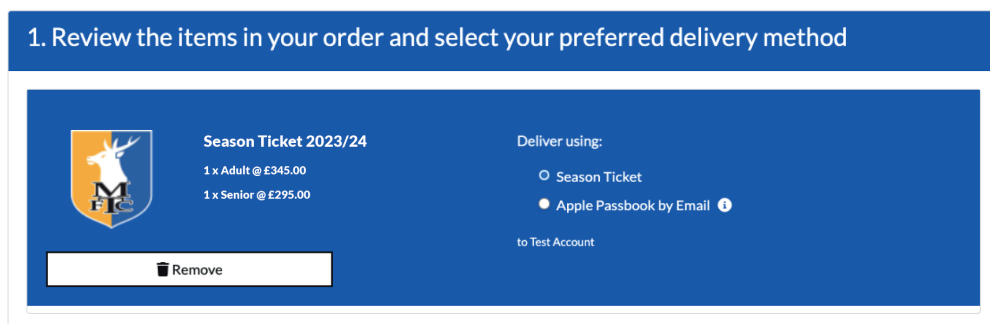 1. Review the items in your order and select your preferred delivery method
MFTC
Season Ticket 2023/24
1 x Adult @ £345.00
1 x Senior @ £295.00
Remove
Deliver using:
Season Ticket
Apple Passbook by Email i
to Test Account